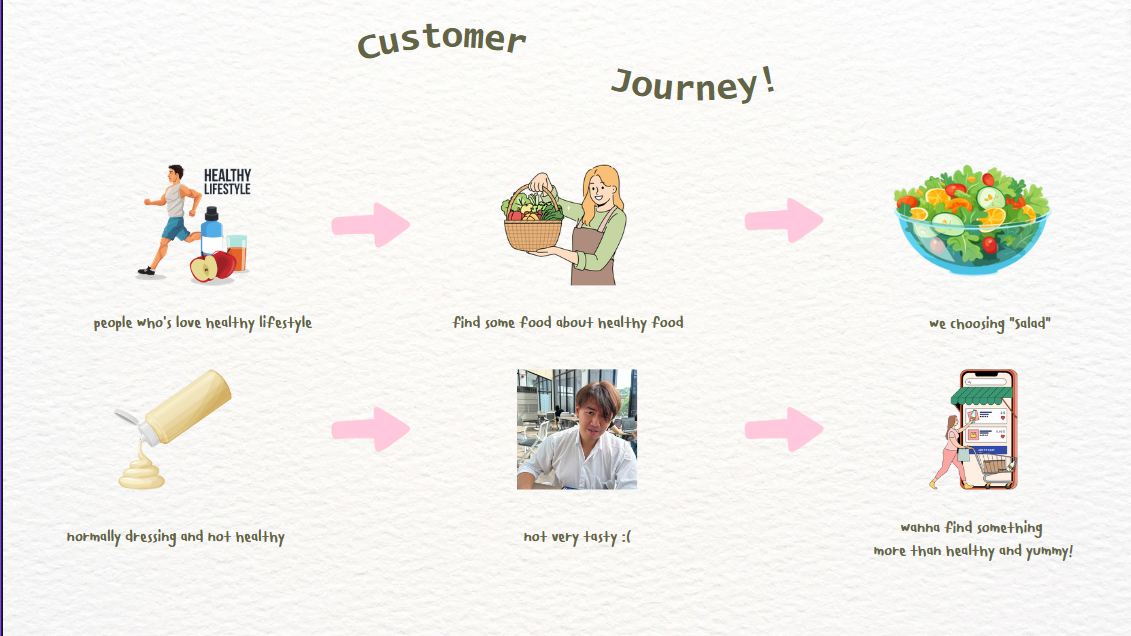 Customer
Journey!
HEALTHY
LIFESTYLE
people who's love healthy lifestyle
find some food about healthy food
we choosing "Salad"
normally dressing and not healthy
not very tasty :(
wanna find something
more than healthy and yummy!